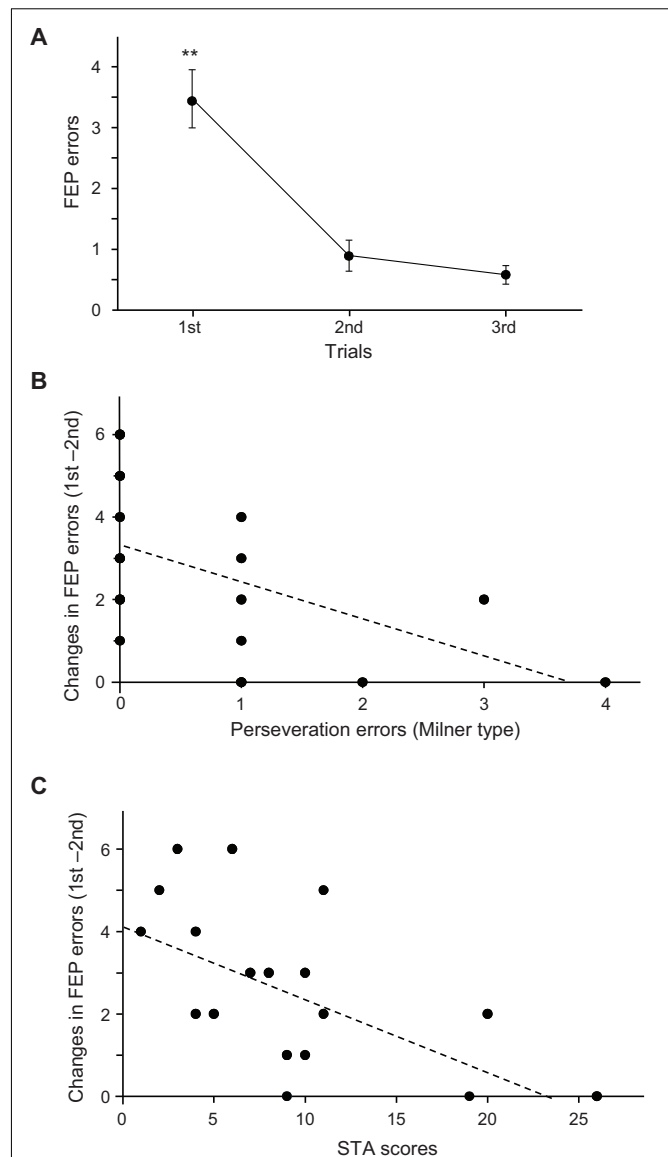 A
**
4
3
2
1
0
FEP errors
1st 2nd 3rd
Trials
B
6
4
2
0
Changes in FEP errors (1st –2nd)
0 1 2 3 4
Perseveration errors (Milner type)
C
6
4
2
0
Changes in FEP errors (1st –2nd)
0 5 10 15 20 25
STA scores